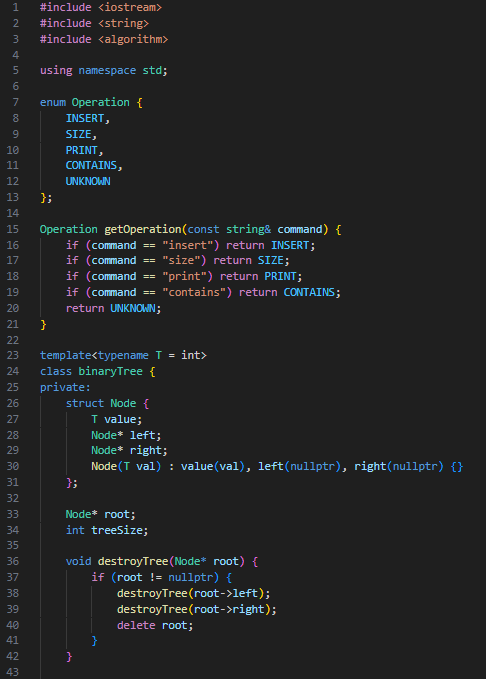 1 #include <iostream>
2 #include <string>
3 #include <algorithm>
4
5 using namespace std;
6
7 enum Operation {
8     INSERT,
9     SIZE,
10     PRINT,
11     CONTAINS,
12     UNKNOWN
13 };
14
15 Operation getOperation(const string& command) {
16     if (command == "insert") return INSERT;
17     if (command == "size") return SIZE;
18     if (command == "print") return PRINT;
19     if (command == "contains") return CONTAINS;
20     return UNKNOWN;
21 }
22
23 template<typename T = int>
24 class binaryTree {
25 private:
26     struct Node {
27         T value;
28         Node* left;
29         Node* right;
30         Node(T val) : value(val), left(nullptr), right(nullptr) {}
31     };
32
33     Node* root;
34     int treeSize;
35
36     void destroyTree(Node* root) {
37         if (root != nullptr) {
38             destroyTree(root->left);
39             destroyTree(root->right);
40             delete root;
41         }
42     }
43